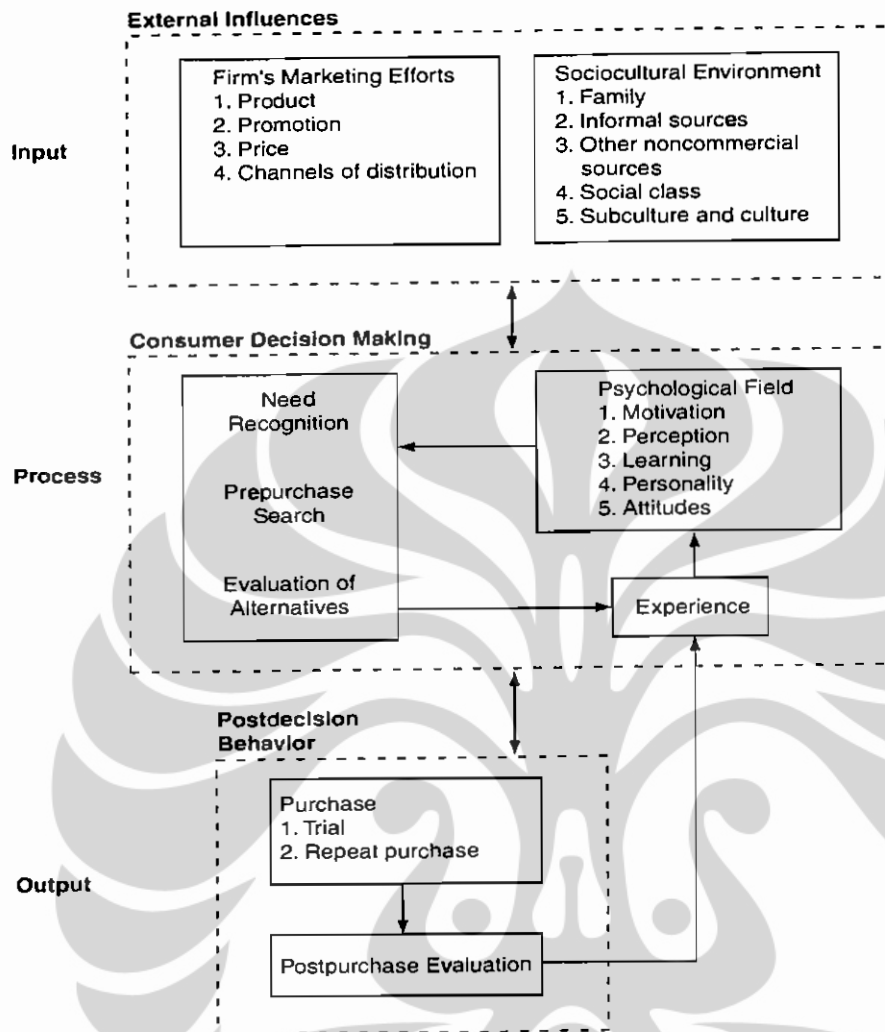 External Influences
Input
Firm's Marketing Efforts
1. Product
2. Promotion
3. Price
4. Channels of distribution
Sociocultural Environment
1. Family
2. Informal sources
3. Other noncommercial
sources
4. Social class
5. Subculture and culture
Consumer Decision Making
Process
Need
Recognition
Prepurchase
Search
Evaluation of
Alternatives
Psychological Field
1. Motivation
2. Perception
3. Learning
4. Personality
5. Attitudes
Experience
Postdecision
Behavior
Output
Purchase
1. Trial
2. Repeat purchase
Postpurchase Evaluation